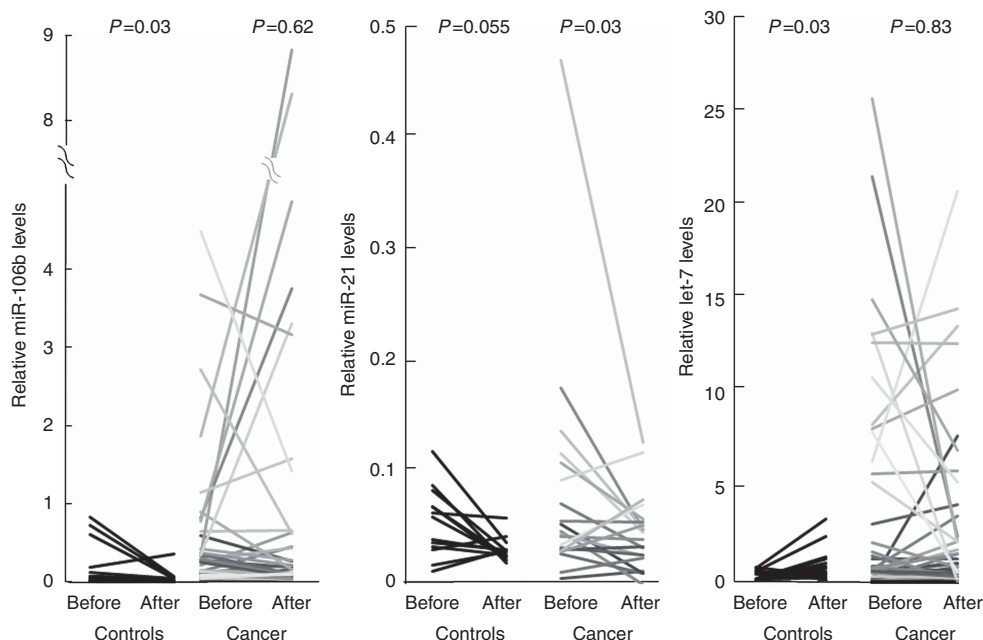 P=0.03 P=0.62
9
8
4
3
2
1
0
Relative miR-106b levels
Before After Before After
Controls Cancer
P=0.055 P=0.03
0.5
0.4
0.3
0.2
0.1
0
Relative miR-21 levels
Before After Before After
Controls Cancer
P=0.03 P=0.83
30
25
20
15
10
5
0
Relative let-7 levels
Before After Before After
Controls Cancer